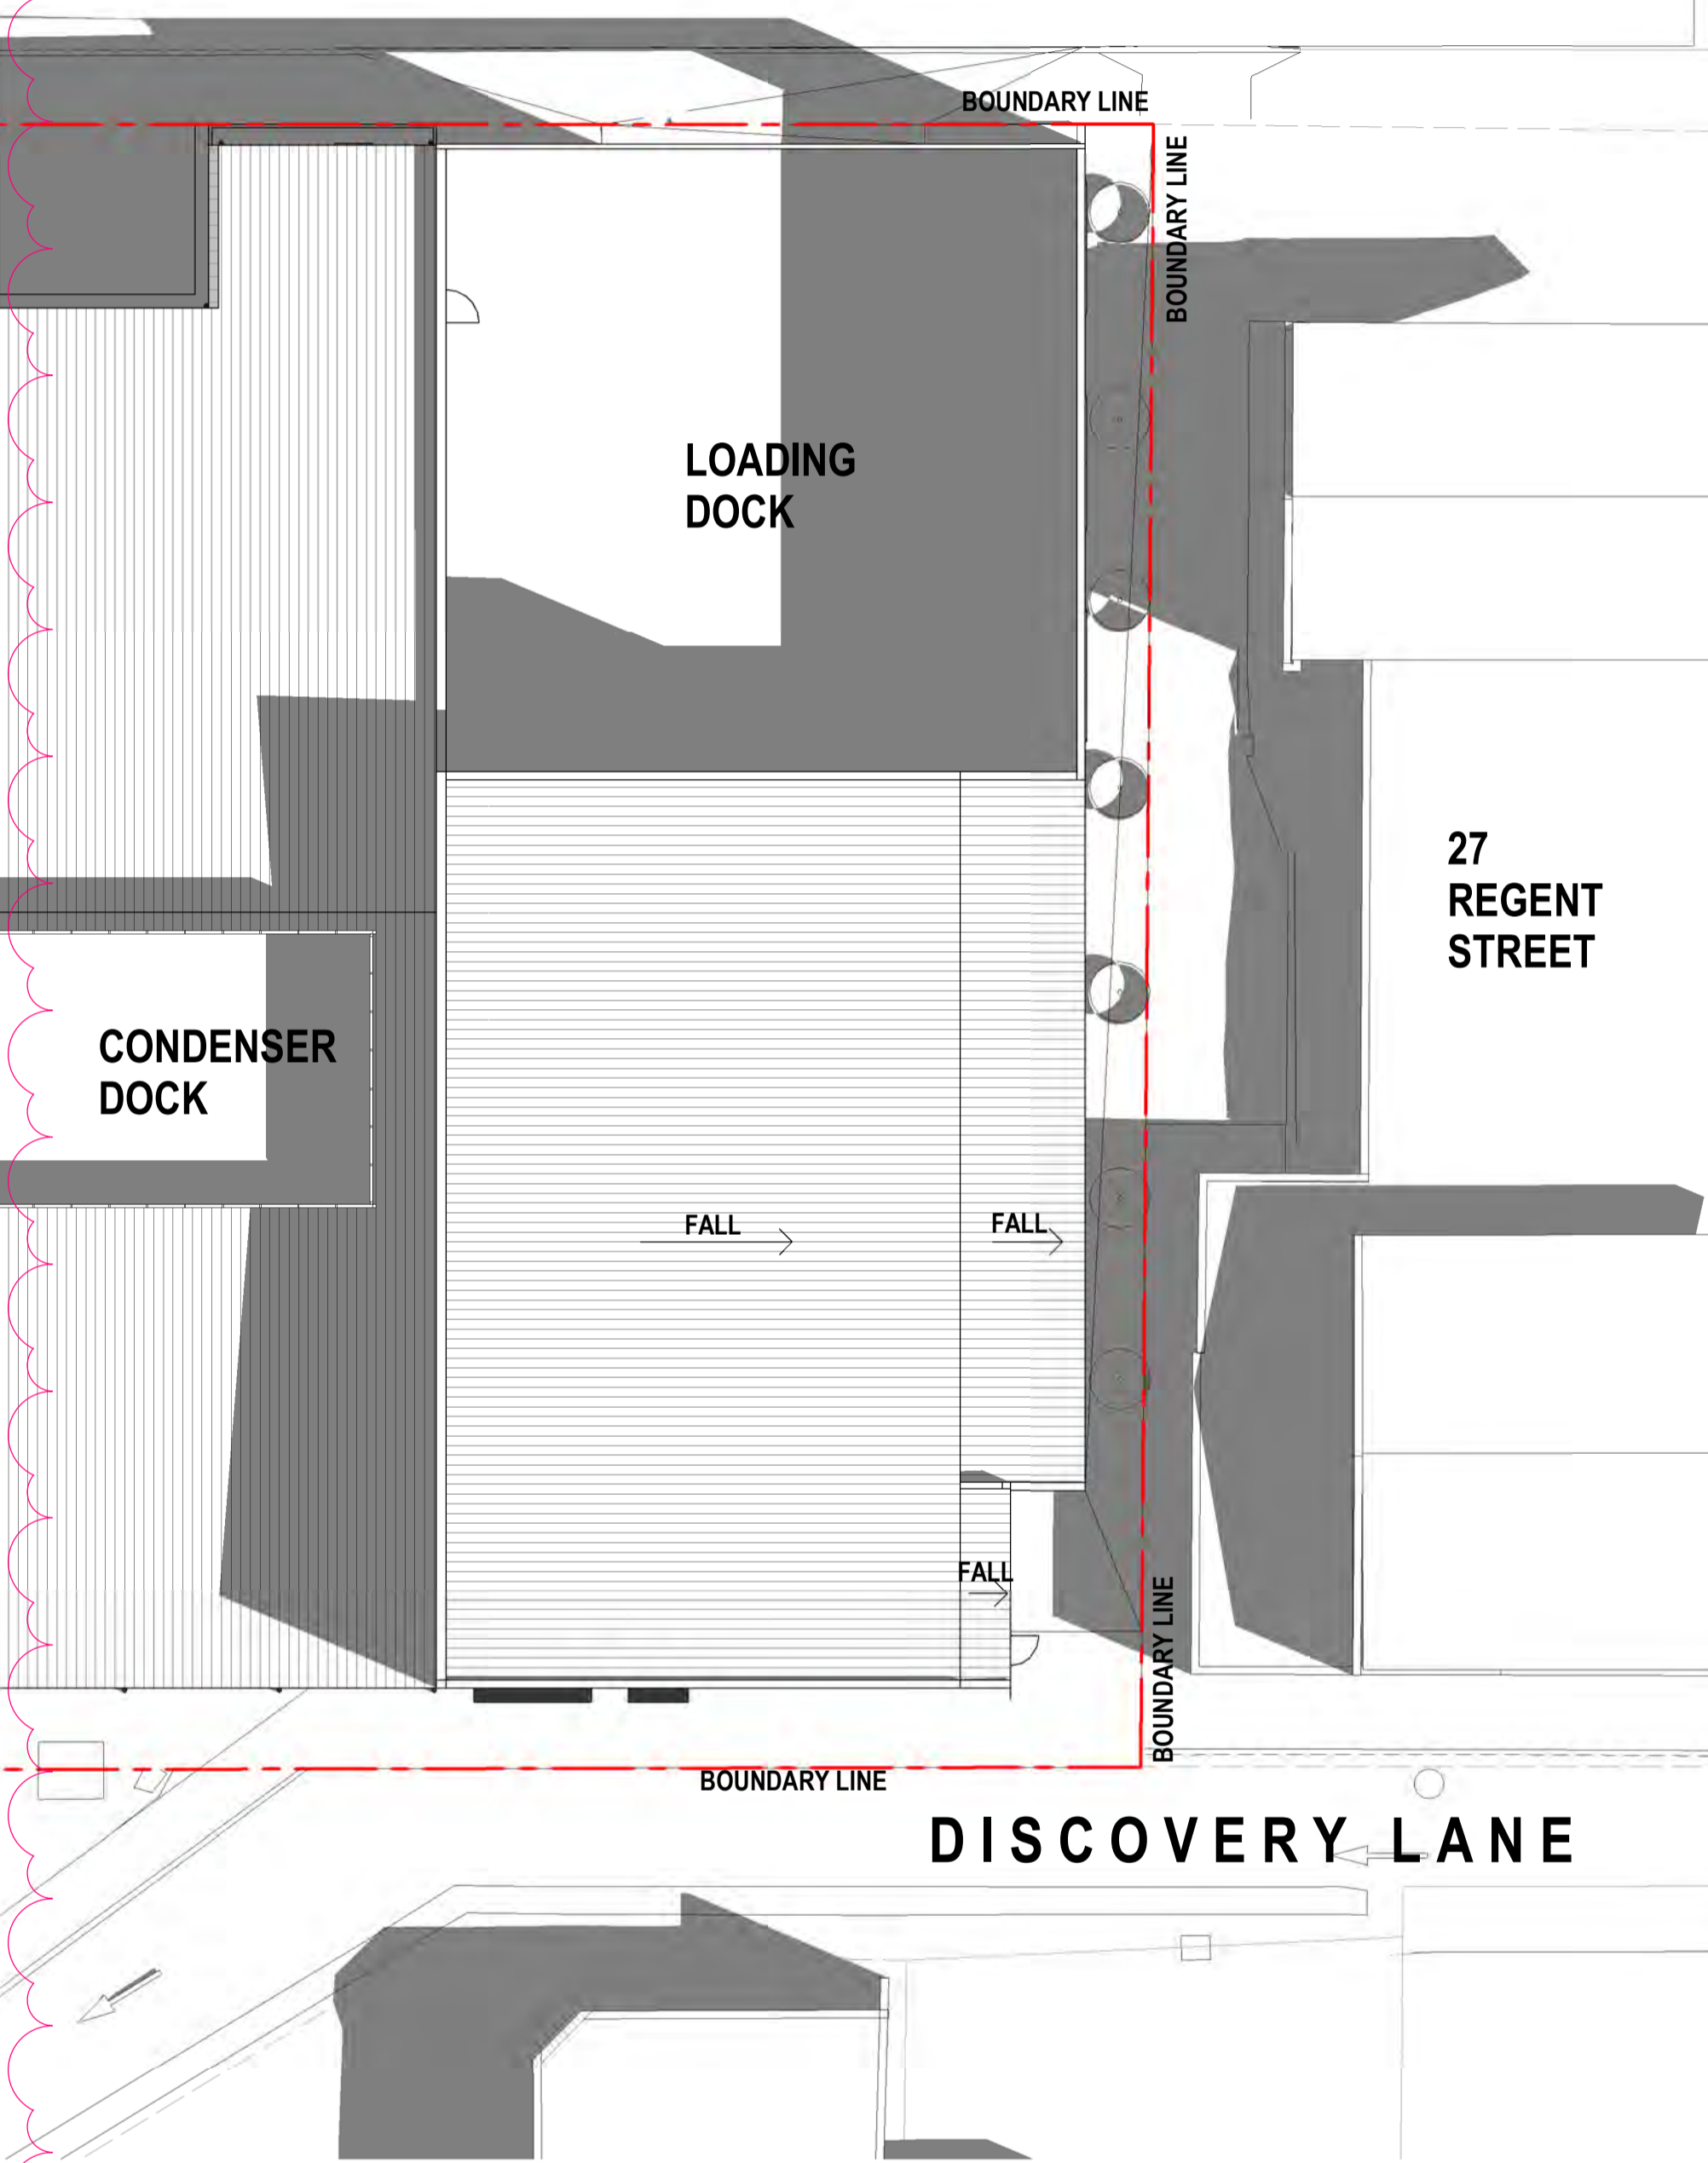 BOUNDARY LINE
BOUNDARY LINE
LOADING
DOCK
27
REGENT
STREET
CONDENSER
DOCK
FALL
FALL
FALL
BOUNDARY LINE
BOUNDARY LINE
DISCOVERY LANE